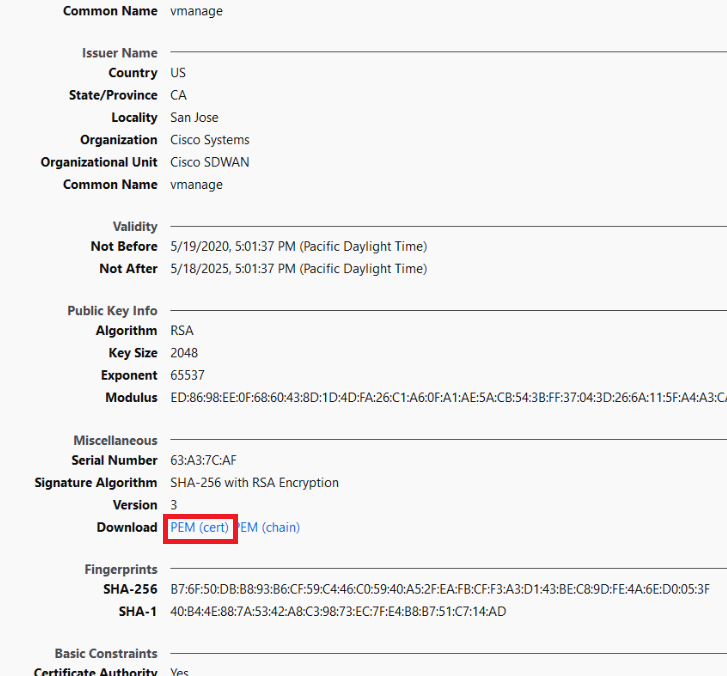 Common Name vmanage
Issuer Name
Country US
State/Province CA
Locality San Jose
Organization Cisco Systems
Organizational Unit Cisco SDWAN
Common Name vmanage
Validity
Not Before 5/19/2020, 5:01:37 PM (Pacific Daylight Time)
Not After 5/18/2025, 5:01:37 PM (Pacific Daylight Time)
Public Key Info
Algorithm RSA
Key Size 2048
Exponent 65537
Modulus ED:86:98:EE:0F:68:60:43:8D:1D:4D:FA:26:C1:A6:0F:A1:AE:5A:CB:54:3B:FF:37:04:3D:26:6A:11:5F:A4:A3:CA
Miscellaneous
Serial Number 63:A3:7C:AF
Signature Algorithm SHA-256 with RSA Encryption
Version 3
Download PEM (cert) PEM (chain)
Fingerprints
SHA-256 B7:6F:50:DB:B8:93:B6:CF:59:C4:46:C0:59:40:A5:2F:EA:FB:CF:F3:A3:D1:43:BE:C8:9D:FE:4A:6E:D0:05:3F
SHA-1 40:B4:4E:88:7A:53:42:A8:C3:98:73:EC:7F:E4:B8:B7:51:C7:14:AD
Basic Constraints
Certificate Authority Yes